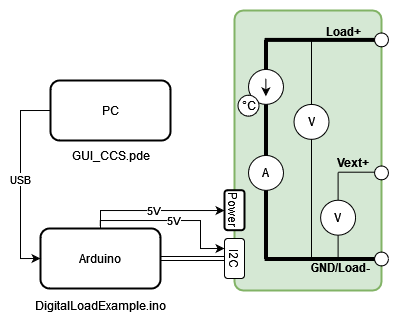 Load+
PC
°C
V
GUI_CCS.pde
Vext+
A
USB
Power
5V
5V
V
Arduino
I2C
GND/Load-
DigitalLoadExample.ino